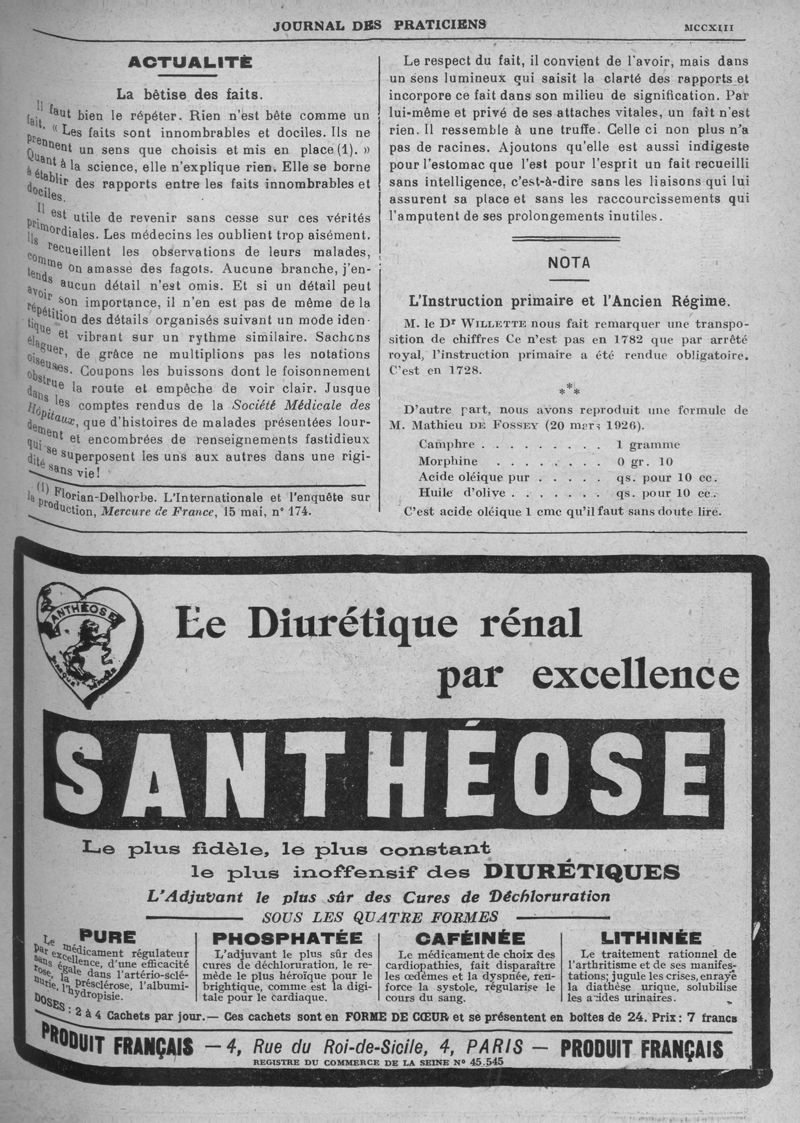 JOURNAL DES PRATICIENS
MCCXIII
ACTUALITÉ
La bêtise des faits.
Il faut bien le répéter. Rien n'est bête comme un
fait. « Les faits sont innombrables et dociles. Ils ne
prennent un sens que choisis et mis en place (1). »
Quant à la science, elle n'explique rien. Elle se borne
à établir des rapports entre les faits innombrables et
dociles.
Il est utile de revenir sans cesse sur ces vérités
primordiales. Les médecins les oublient trop aisément.
Ils recueillent les observations de leurs malades,
comme on amasse des fagots. Aucune branche, j'en-
tends aucun détail n'est omis. Et si un détail peut
avoir son importance, il n'en est pas de même de la
répétition des détails organisés suivant un mode iden-
tique et vibrant sur un rythme similaire. Sachons
élaguer, de grâce ne multiplions pas les notations
oiseuses. Coupons les buissons dont le foisonnement
obstrue la route et empêche de voir clair. Jusque
dans les comptes rendus de la Société Médicale des
Hôpitaux, que d'histoires de malades présentées lour-
dement et encombrées de renseignements fastidieux
qui se superposent les uns aux autres dans une rigi-
dité sans vie!
(1) Florian-Delhorbe. L'Internationale et l'enquête sur
la production, Mercure de France, 15 mai, n° 174.
Le respect du fait, il convient de l'avoir, mais dans
un sens lumineux qui saisit la clarté des rapports et
incorpore ce fait dans son milieu de signification. Par
lui-même et privé de ses attaches vitales, un fait n'est
rien. Il ressemble à une truffe. Celle ci non plus n'a
pas de racines. Ajoutons qu'elle est aussi indigeste
pour l'estomac que l'est pour l'esprit un fait recueilli
sans intelligence, c'est-à-dire sans les liaisons qui lui
assurent sa place et sans les raccourcissements qui
l'amputent de ses prolongements inutiles.
NOTA
L'Instruction primaire et l'Ancien Régime.
M. le Dr WILLETTE nous fait remarquer une transpo-
sition de chiffres Ce n'est pas en 1782 que par arrêté
royal, l'instruction primaire a été rendue obligatoire.
C'est en 1728.
* * *
D'autre part, nous avons reproduit une formule de
M. Mathieu DE FOSSEY (20 mars 1926).
Camphre . . . . . . . . . 1 gramme
Morphine . . . . . . . . 0 gr. 10
Acide oléique pur . . . . . qs. pour 10 cc.
Huile d'olive . . . . . . . qs. pour 10 cc.
C'est acide oléique 1 cmc qu'il faut sans doute lire.
SANTHÉOSE
Marque déposée
Le Diurétique rénal
par excellence
SANTHÉOSE
Le plus fidèle, le plus constant
le plus inoffensif des DIURÉTIQUES
L'Adjuvant le plus sûr des Cures de Déchloruration
SOUS LES QUATRE FORMES
PURE
Le médicament régulateur
par excellence, d'une efficacité
sans égale dans l'artério-sclé-
rose, la présclérose, l'albumi-
nurie, l'hydropisie.
PHOSPHATÉE
L'adjuvant le plus sûr des
cures de déchloruration, le re-
mède le plus héroïque pour le
brightique, comme est la digi-
tale pour le cardiaque.
CAFÉINÉE
Le médicament de choix des
cardiopathies, fait disparaître
les œdèmes et la dyspnée, ren-
force la systole, régularise le
cours du sang.
LITHINÉE
Le traitement rationnel de
l'arthritisme et de ses manifes-
tations; jugule les crises, enraye
la diathèse urique, solubilise
les acides urinaires.
DOSES : 2 à 4 Cachets par jour. — Ces cachets sont en FORME DE CŒUR et se présentent en boîtes de 24. Prix : 7 francs
PRODUIT FRANÇAIS — 4, Rue du Roi-de-Sicile, 4, PARIS — PRODUIT FRANÇAIS
REGISTRE DU COMMERCE DE LA SEINE N° 45.545